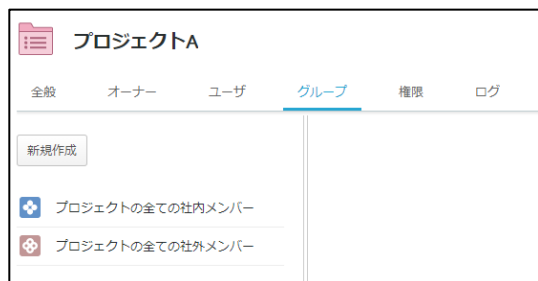 プロジェクトA
全般 オーナー ユーザ グループ 権限 ログ
新規作成
プロジェクトの全ての社内メンバー
プロジェクトの全ての社外メンバー